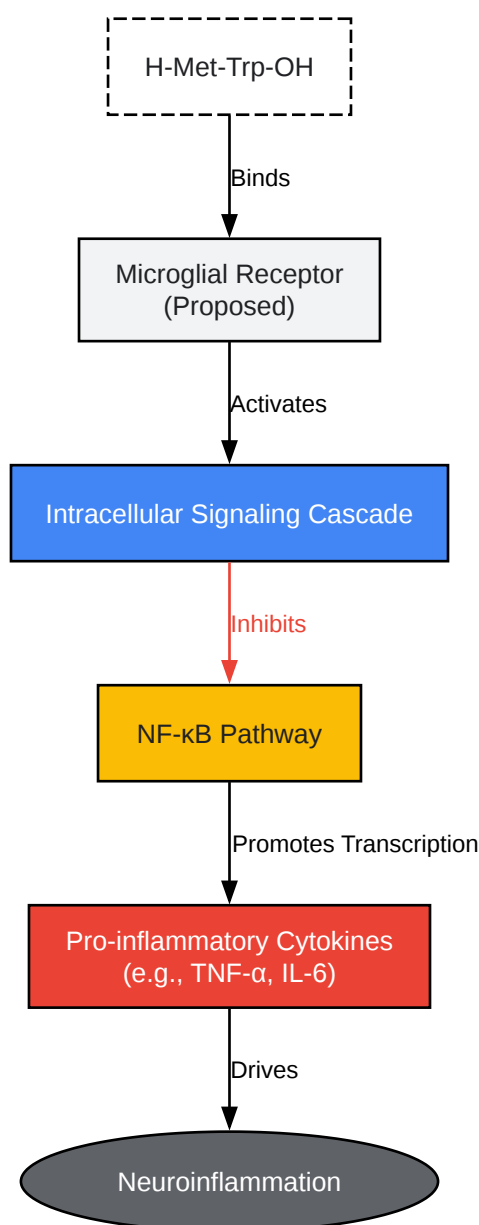 H-Met-Trp-OH
Binds
Microglial Receptor
(Proposed)
Activates
Intracellular Signaling Cascade
Inhibits
NF-κB Pathway
Promotes Transcription
Pro-inflammatory Cytokines
(e.g., TNF-α, IL-6)
Drives
Neuroinflammation